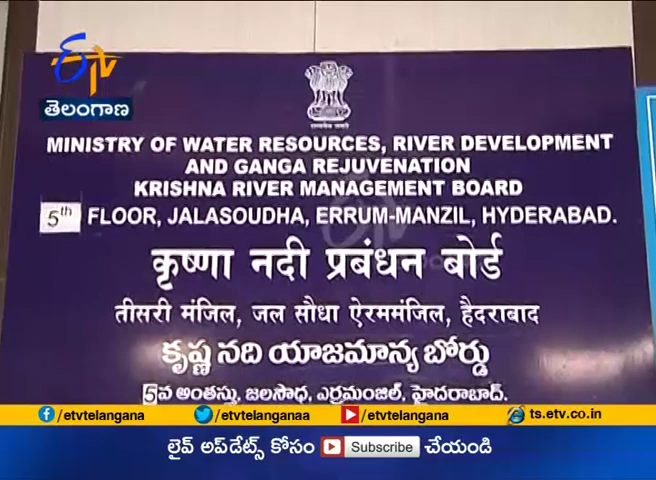 etv
తెలంగాణ
MINISTRY OF WATER RESOURCES, RIVER DEVELOPMENT
AND GANGA REJUVENATION
KRISHNA RIVER MANAGEMENT BOARD
5th FLOOR, JALASOUDHA, ERRUM-MANZIL, HYDERABAD.
कृष्णा नदी प्रबंधन बोर्ड
तीसरी मंजिल, जल सौधा ऐरममंजिल, हैदराबाद
కృష్ణ నది యాజమాన్య బోర్డు
5వ అంతస్తు, జలసౌధ, ఎర్రమంజిల్, హైదరాబాద్.
/etvtelangana /etvtelanganaa /etvtelangana ts.etv.co.in
లైవ్ అప్‌డేట్స్ కోసం Subscribe చేయండి